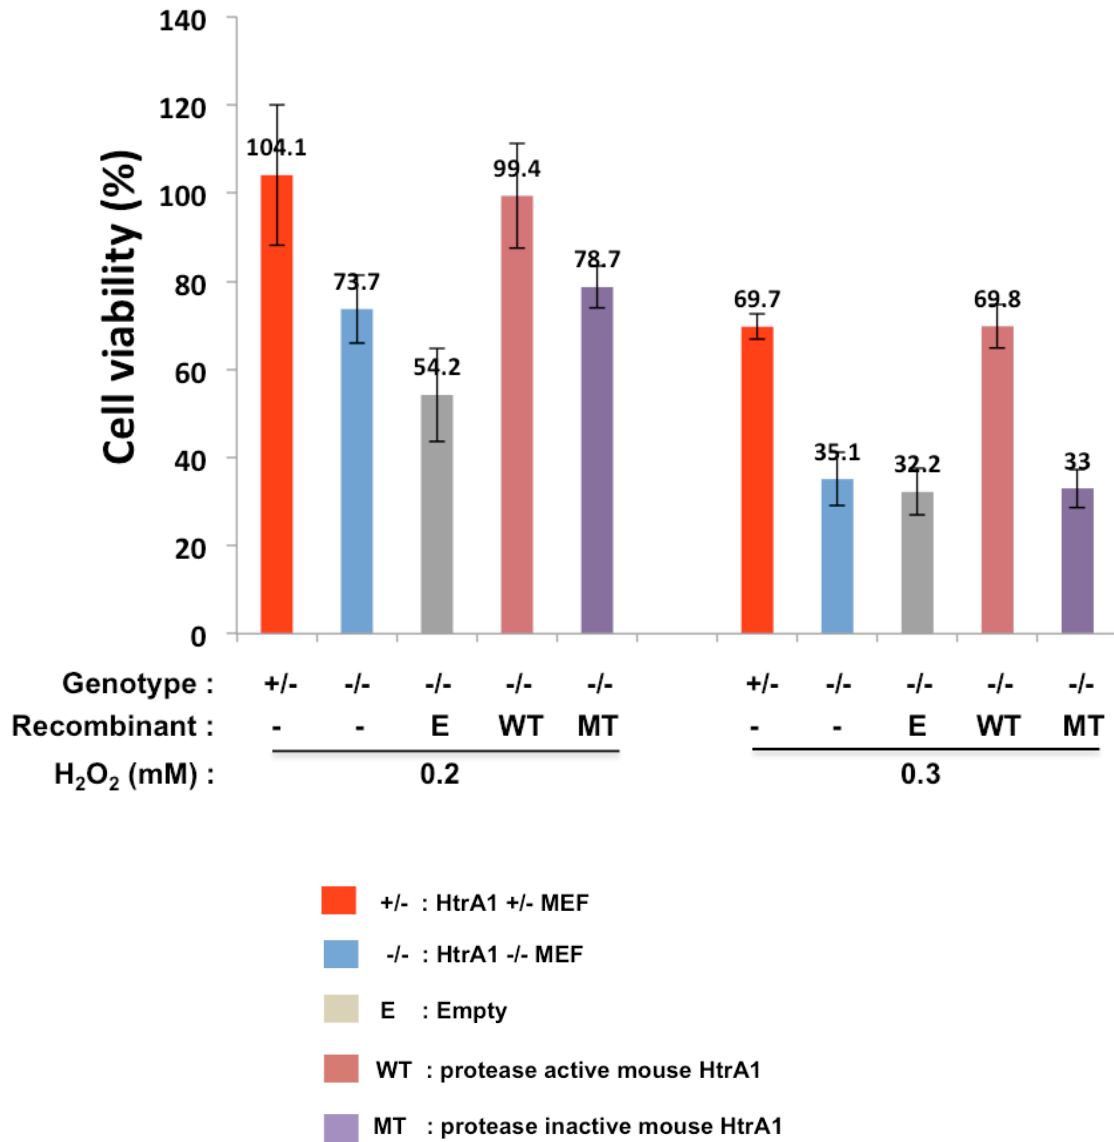 140
120
100
80
60
40
20
0
Cell viability (%)
104.1
73.7
54.2
99.4
78.7
69.7
35.1
32.2
69.8
33
Genotype : +/- -/- -/- -/- -/- +/- -/- -/- -/- -/-
Recombinant : - - E WT MT - - E WT MT
H₂O₂ (mM) : 0.2 0.3
+/- : HtrA1 +/- MEF
-/- : HtrA1 -/- MEF
E : Empty
WT : protease active mouse HtrA1
MT : protease inactive mouse HtrA1